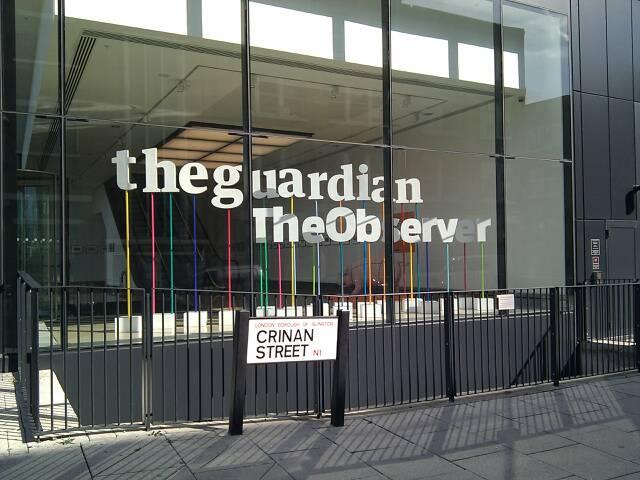 theguardian
TheObserver
LONDON BOROUGH OF ISLINGTON
CRINAN
STREET N1